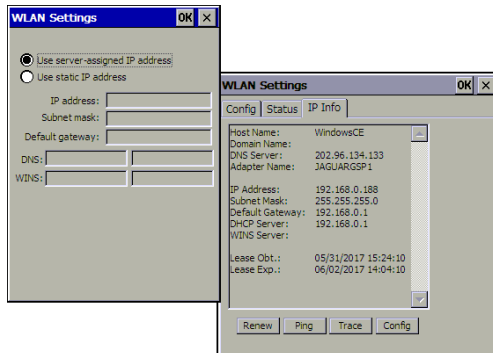 WLAN Settings OK ×
Use server-assigned IP address
Use static IP address
IP address:
Subnet mask:
Default gateway:
DNS:
WINS:
WLAN Settings OK ×
Config Status IP Info
Host Name: WindowsCE
Domain Name:
DNS Server: 202.96.134.133
Adapter Name: JAGUARGSP1
IP Address: 192.168.0.188
Subnet Mask: 255.255.255.0
Default Gateway: 192.168.0.1
DHCP Server: 192.168.0.1
WINS Server:
Lease Obt.: 05/31/2017 15:24:10
Lease Exp.: 06/02/2017 14:04:10
Renew Ping Trace Config